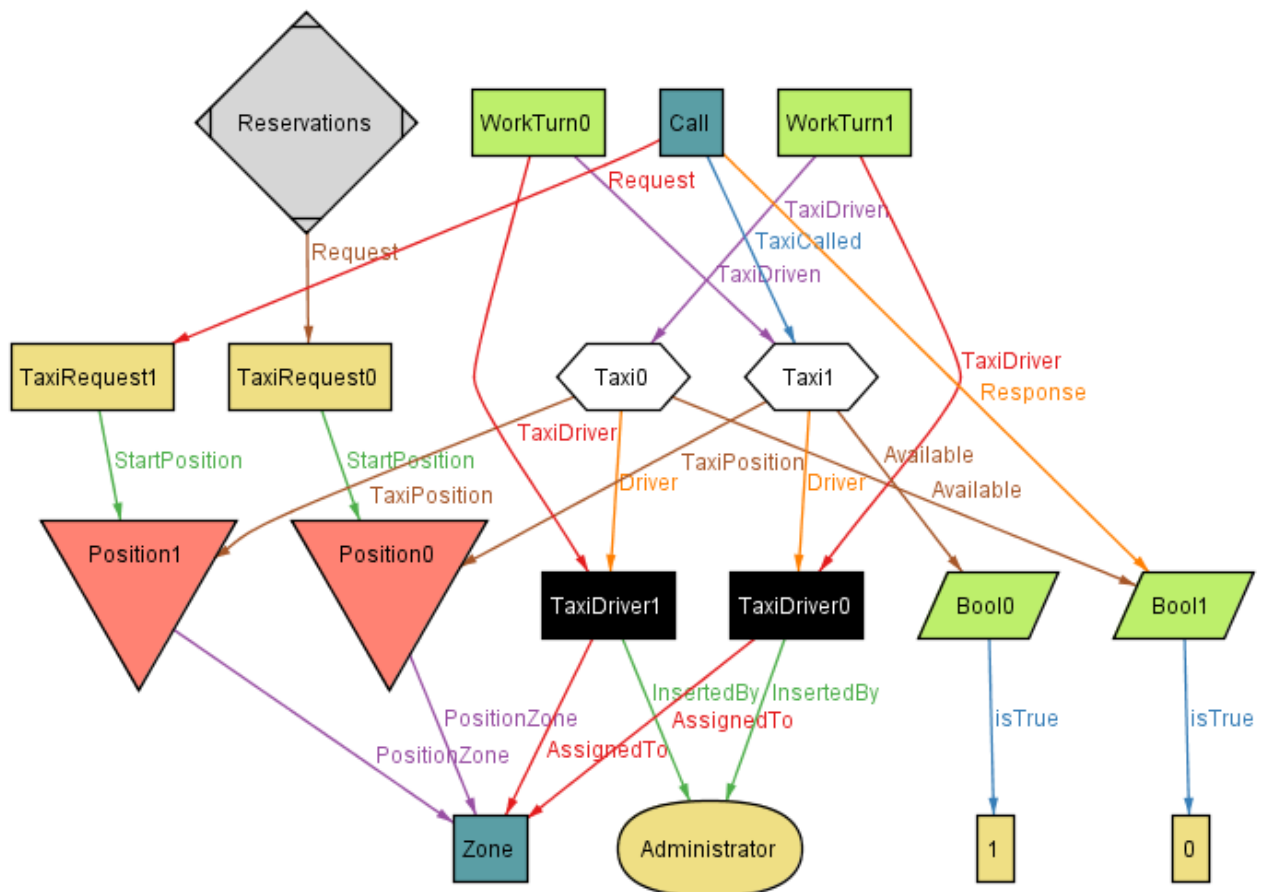 Reservations
WorkTurn0
Call
WorkTurn1
Request
TaxiDriven
TaxiCalled
Request
TaxiDriven
TaxiRequest1
TaxiRequest0
Taxi0
Taxi1
TaxiDriver
Response
TaxiDriver
StartPosition
StartPosition
TaxiPosition
Available
Driver
Driver
TaxiPosition
Available
Position1
Position0
TaxiDriver1
TaxiDriver0
Bool0
Bool1
InsertedBy
InsertedBy
PositionZone
AssignedTo
isTrue
isTrue
PositionZone
AssignedTo
Zone
Administrator
1
0